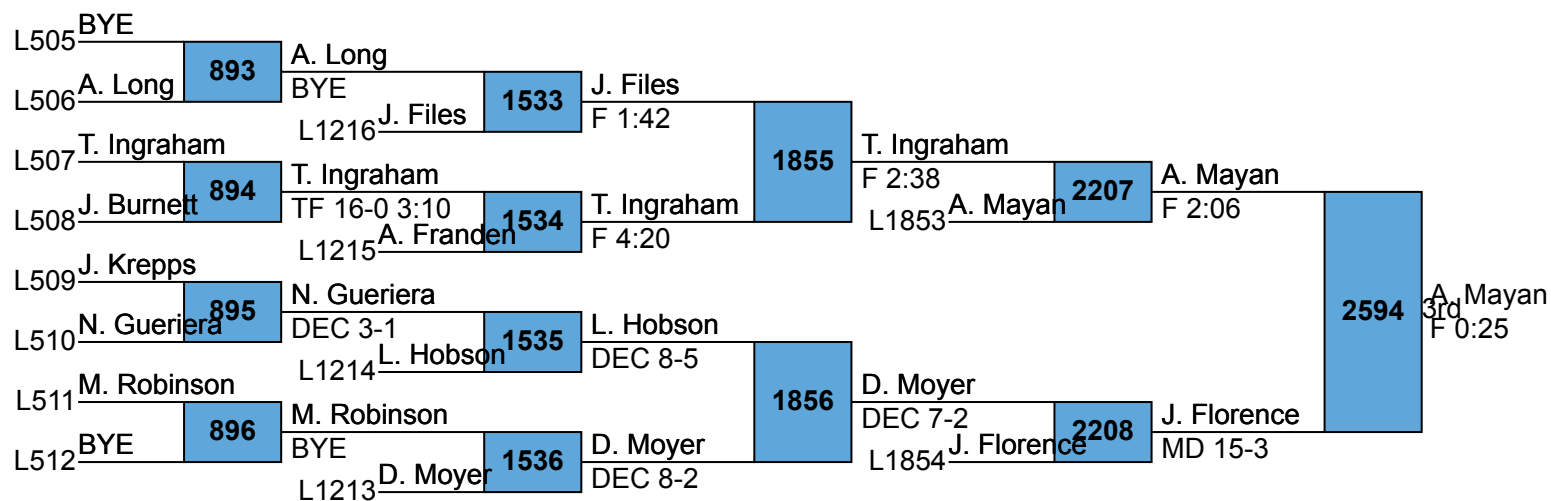 BYE
L505
893
A. Long
L506
A. Long
BYE
L1216
J. Files
1533
J. Files
F 1:42
T. Ingraham
L507
894
J. Burnett
L508
T. Ingraham
TF 16-0 3:10
L1215
A. Franden
1534
T. Ingraham
F 4:20
1855
T. Ingraham
F 2:38
L1853
A. Mayan
2207
A. Mayan
F 2:06
J. Krepps
L509
895
N. Gueriera
L510
N. Gueriera
DEC 3-1
L1214
L. Hobson
1535
L. Hobson
DEC 8-5
M. Robinson
L511
896
BYE
L512
M. Robinson
BYE
L1213
D. Moyer
1536
D. Moyer
DEC 8-2
1856
D. Moyer
DEC 7-2
L1854
J. Florence
2208
J. Florence
MD 15-3
2594
A. Mayan
3rd
F 0:25